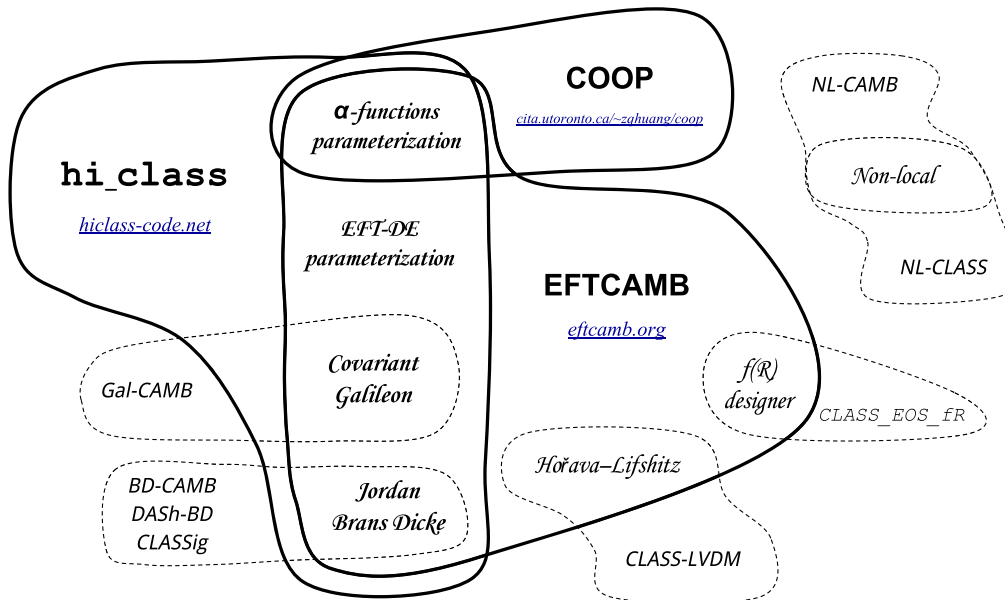 COOP
cita.utoronto.ca/~zqhuang/coop
NL-CAMB
α-functions
parameterization
hi_class
hiclass-code.net
Non-local
EFT-DE
parameterization
NL-CLASS
EFTCAMB
eftcamb.org
Gal-CAMB
Covariant
Galileon
f(R)
designer
CLASS_EOS_fR
Hořava–Lifshitz
BD-CAMB
DASh-BD
CLASSig
Jordan
Brans Dicke
CLASS-LVDM